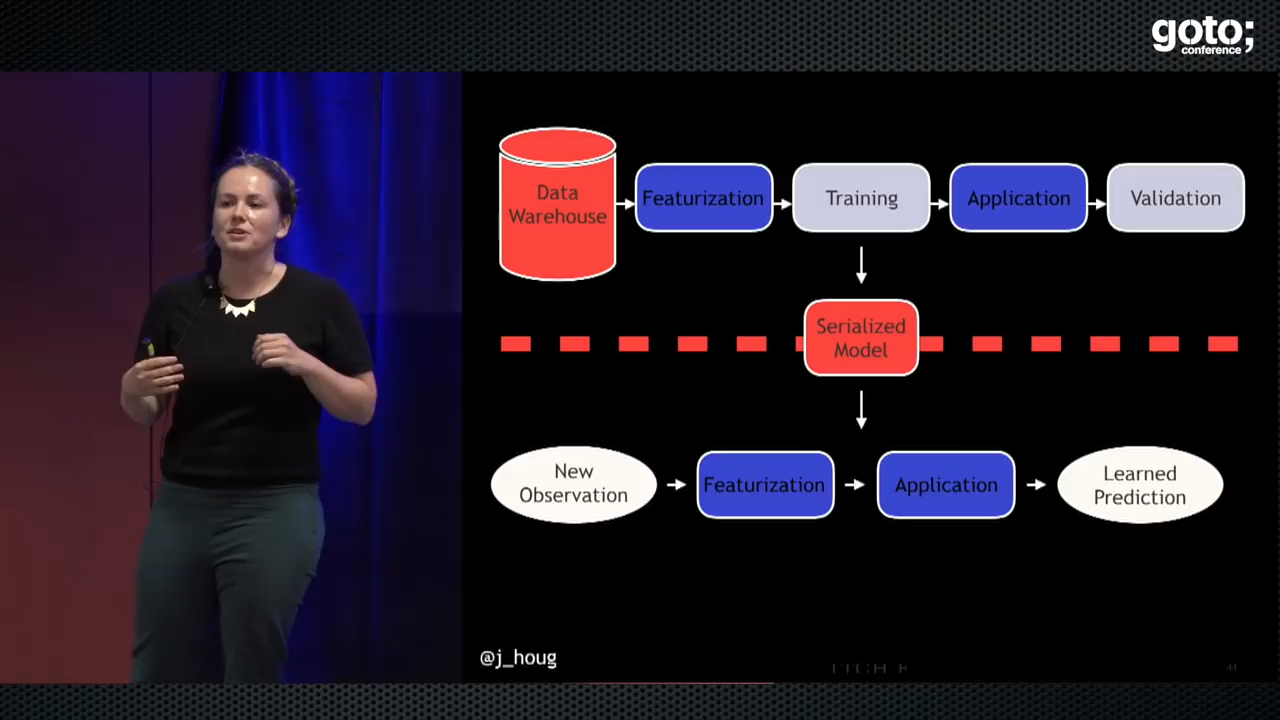 goto;
conference
Data
Warehouse
Featurization
Training
Application
Validation
Serialized
Model
New
Observation
Featurization
Application
Learned
Prediction
@j_houg